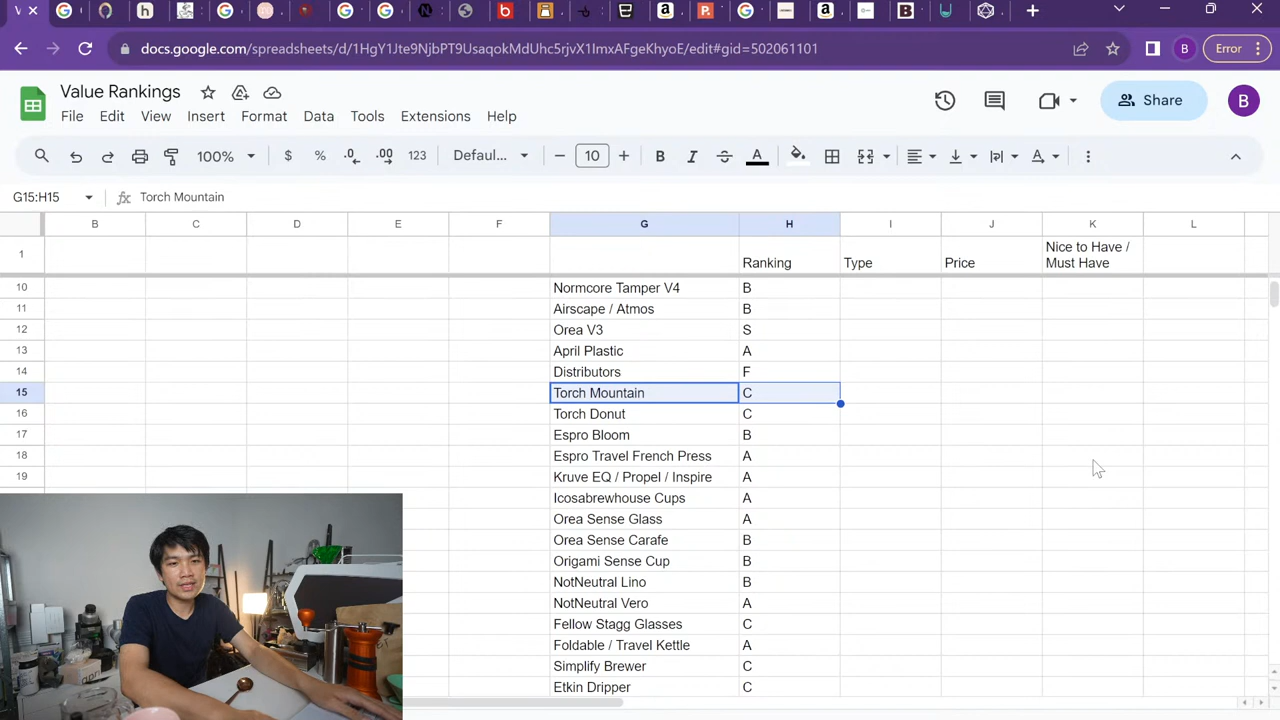 docs.google.com/spreadsheets/d/1HgY1Jte9NjbPT9UsaqokMdUhc5rjvX1ImxAFgeKhyoE/edit#gid=502061101
B
Error
Value Rankings
File Edit View Insert Format Data Tools Extensions Help
Share
B
100% $ % .0 .00 123 Defaul... 10 B I A
G15:H15 fx Torch Mountain
B C D E F G H I J K L
1 Ranking Type Price Nice to Have /
Must Have
10 Normcore Tamper V4 B
11 Airscape / Atmos B
12 Orea V3 S
13 April Plastic A
14 Distributors F
15 Torch Mountain C
16 Torch Donut C
17 Espro Bloom B
18 Espro Travel French Press A
19 Kruve EQ / Propel / Inspire A
Icosabrewhouse Cups A
Orea Sense Glass A
Orea Sense Carafe B
Origami Sense Cup B
NotNeutral Lino B
NotNeutral Vero A
Fellow Stagg Glasses C
Foldable / Travel Kettle A
Simplify Brewer C
Etkin Dripper C